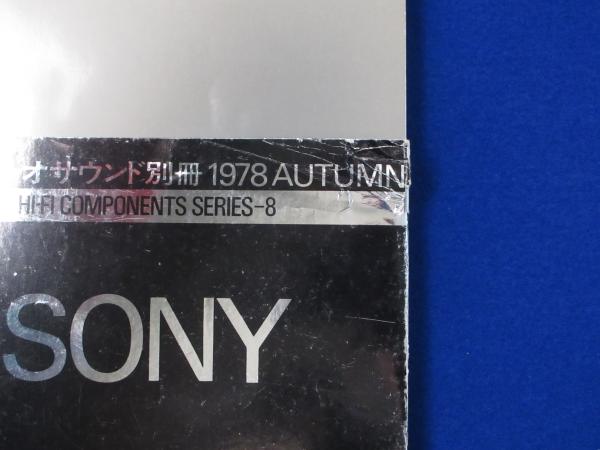 オサウンド別冊 1978 AUTUMN
HI-FI COMPONENTS SERIES-8
SONY